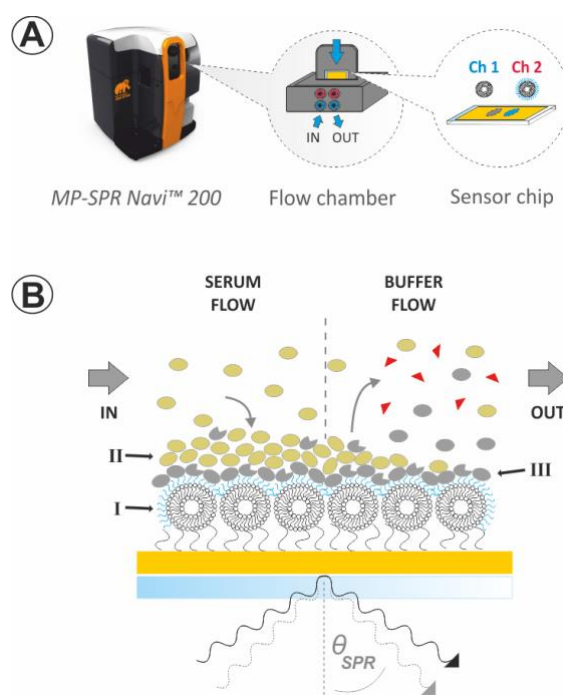 A
Ch 1 Ch 2
IN OUT
MP-SPR Navi™ 200
Flow chamber
Sensor chip
B
SERUM
FLOW
BUFFER
FLOW
IN
OUT
II
III
I
θSPR